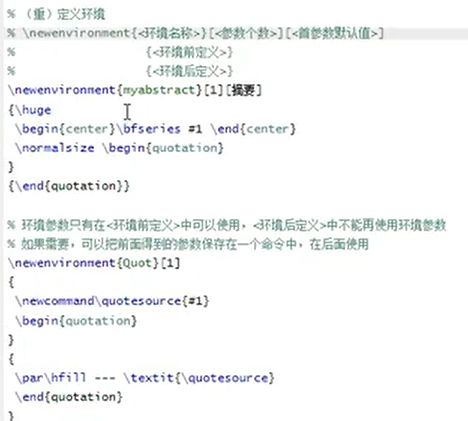 % （重）定义环境
% \newenvironment{<环境名称>}[<参数个数>][<首参数默认值>]
% {<环境前定义>}
% {<环境后定义>}
\newenvironment{myabstract}[1][摘要]
{\huge
\begin{center}\bfseries #1 \end{center}
\normalsize \begin{quotation}
}
{\end{quotation}}
% 环境参数只有在<环境前定义>中可以使用，<环境后定义>中不能再使用环境参数
% 如果需要，可以把前面得到的参数保存在一个命令中，在后面使用
\newenvironment{Quot}[1]
{
\newcommand\quotesource{#1}
\begin{quotation}
}
{
\par\hfill --- \textit{\quotesource}
\end{quotation}
}